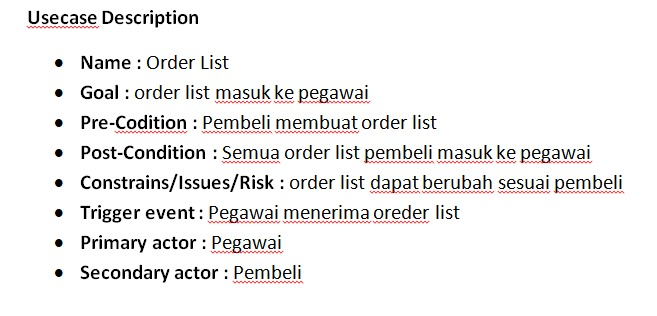 Usecase Description
• Name : Order List
• Goal : order list masuk ke pegawai
• Pre-Codition : Pembeli membuat order list
• Post-Condition : Semua order list pembeli masuk ke pegawai
• Constrains/Issues/Risk : order list dapat berubah sesuai pembeli
• Trigger event : Pegawai menerima oreder list
• Primary actor : Pegawai
• Secondary actor : Pembeli